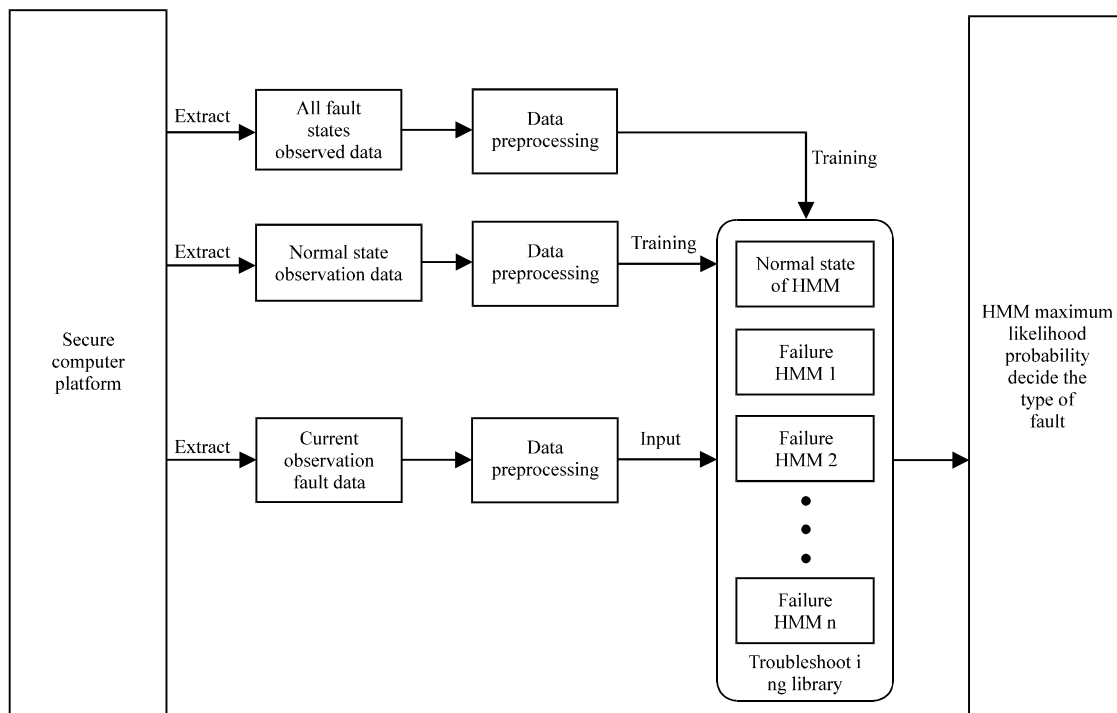 Secure
computer
platform
Extract
All fault
states
observed data
Data
preprocessing
Training
Extract
Normal state
observation data
Data
preprocessing
Training
Extract
Current
observation
fault data
Data
preprocessing
Input
Normal state
of HMM
Failure
HMM 1
Failure
HMM 2
Failure
HMM n
Troubleshoot i
ng library
HMM maximum
likelihood
probability
decide the
type of
fault